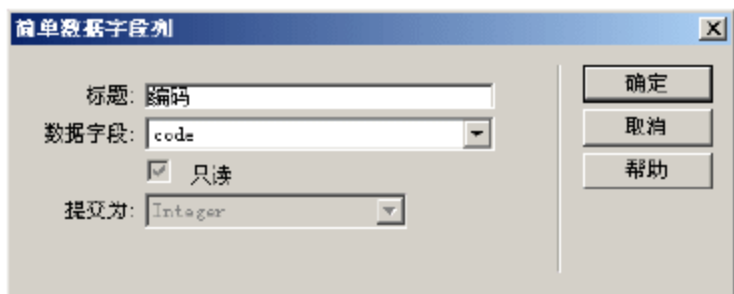 简单数据字段列
标题: 编码
确定
数据字段: code
取消
只读
帮助
提交为: Integer